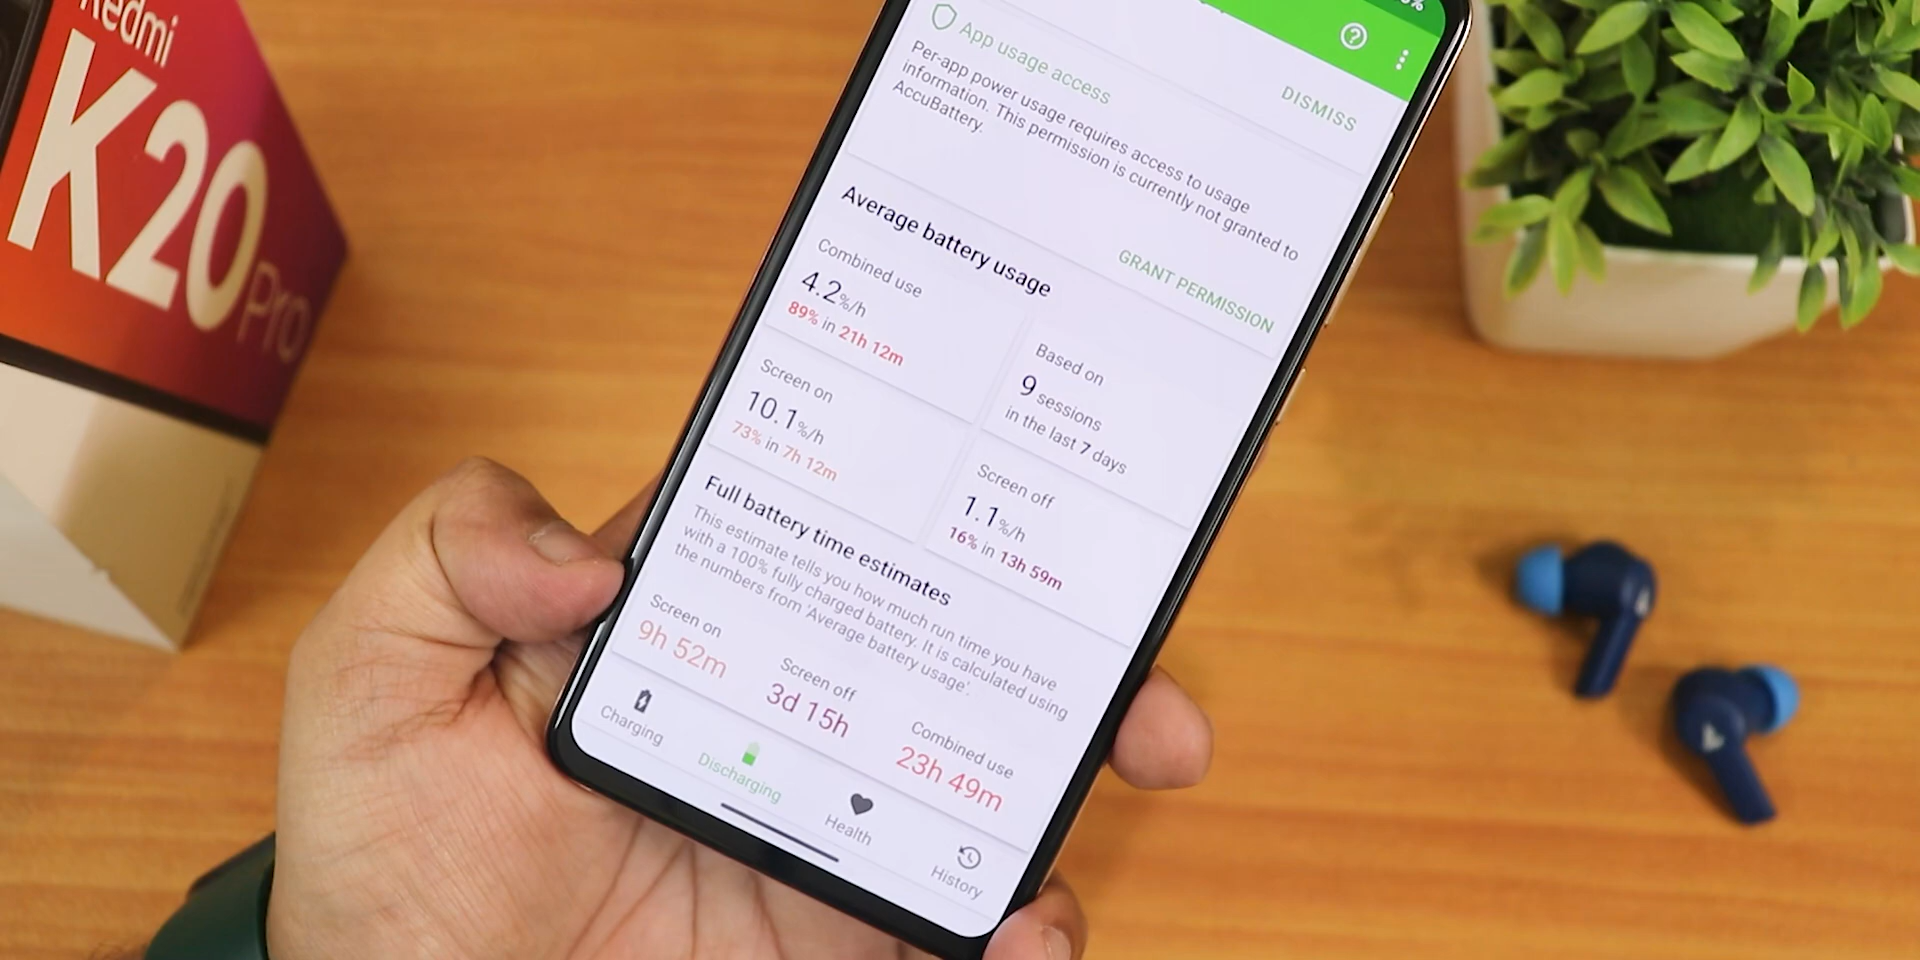 Redmi
K20
Pro
App usage access
DISMISS
Per-app power usage requires access to usage
information. This permission is currently not granted to
AccuBattery.
GRANT PERMISSION
Average battery usage
Combined use
4.2%/h
89% in 21h 12m
Based on
9 sessions
in the last 7 days
Screen on
10.1%/h
73% in 7h 12m
Screen off
1.1%/h
16% in 13h 59m
Full battery time estimates
This estimate tells you how much run time you have
with a 100% fully charged battery. It is calculated using
the numbers from 'Average battery usage'.
Screen on
9h 52m
Screen off
3d 15h
Combined use
23h 49m
Charging
Discharging
Health
History